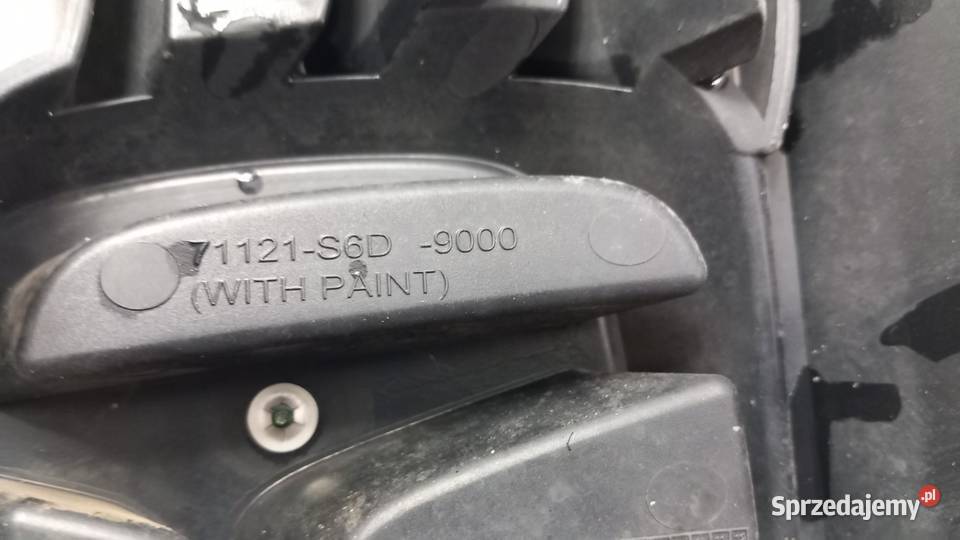 71121-S6D -9000
(WITH PAINT)
Sprzedajemy.pl